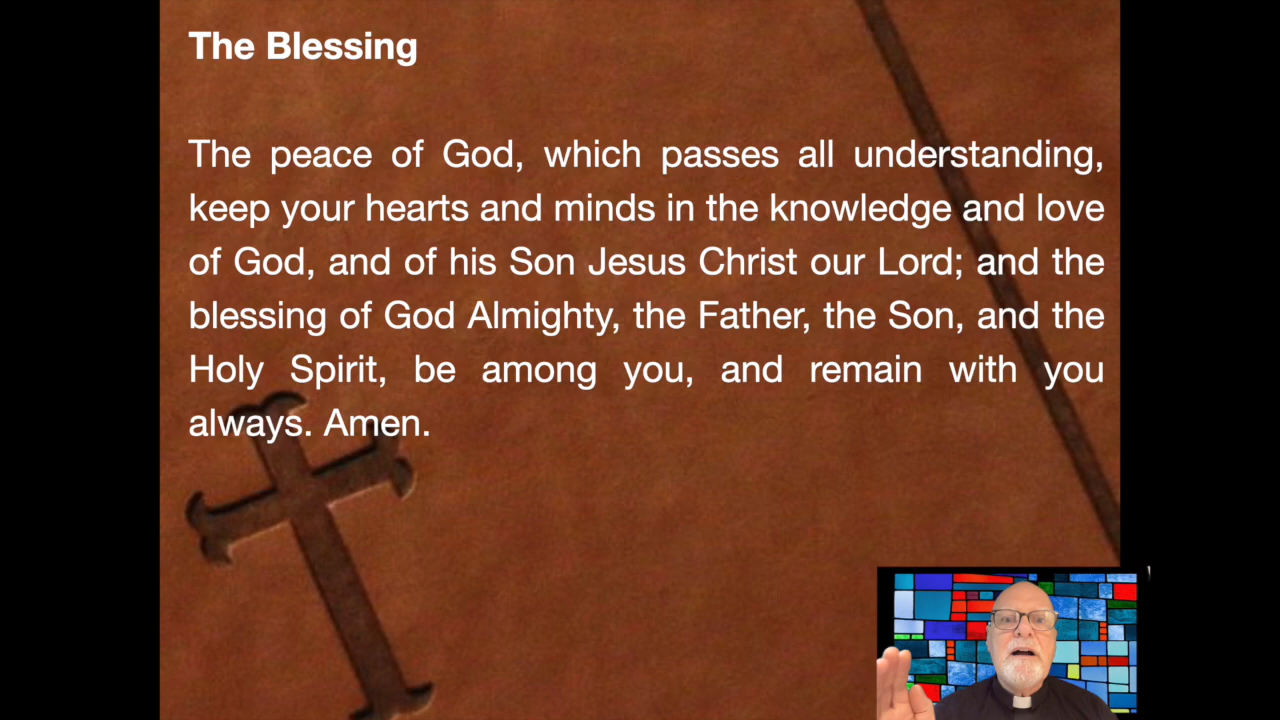 The Blessing
The peace of God, which passes all understanding,
keep your hearts and minds in the knowledge and love
of God, and of his Son Jesus Christ our Lord; and the
blessing of God Almighty, the Father, the Son, and the
Holy Spirit, be among you, and remain with you
always. Amen.